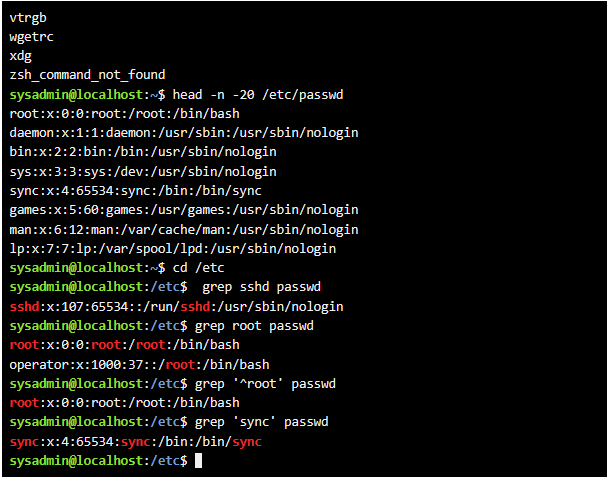 vtrgb
wgetrc
xdg
zsh_command_not_found
sysadmin@localhost:~$ head -n -20 /etc/passwd
root:x:0:0:root:/root:/bin/bash
daemon:x:1:1:daemon:/usr/sbin:/usr/sbin/nologin
bin:x:2:2:bin:/bin:/usr/sbin/nologin
sys:x:3:3:sys:/dev:/usr/sbin/nologin
sync:x:4:65534:sync:/bin:/bin/sync
games:x:5:60:games:/usr/games:/usr/sbin/nologin
man:x:6:12:man:/var/cache/man:/usr/sbin/nologin
lp:x:7:7:lp:/var/spool/lpd:/usr/sbin/nologin
sysadmin@localhost:~$ cd /etc
sysadmin@localhost:/etc$  grep sshd passwd
sshd:x:107:65534::/run/sshd:/usr/sbin/nologin
sysadmin@localhost:/etc$ grep root passwd
root:x:0:0:root:/root:/bin/bash
operator:x:1000:37::/root:/bin/bash
sysadmin@localhost:/etc$ grep '^root' passwd
root:x:0:0:root:/root:/bin/bash
sysadmin@localhost:/etc$ grep 'sync' passwd
sync:x:4:65534:sync:/bin:/bin/sync
sysadmin@localhost:/etc$